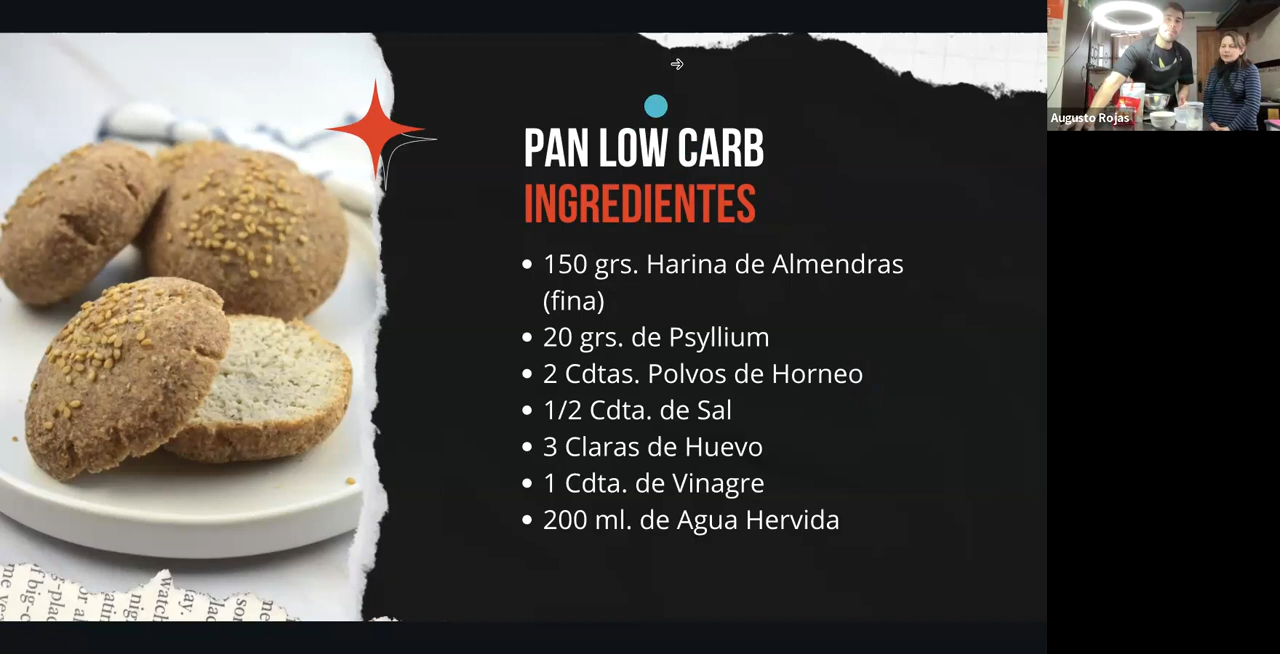 PAN LOW CARB
INGREDIENTES
150 grs. Harina de Almendras
(fina)
20 grs. de Psyllium
2 Cdtas. Polvos de Horneo
1/2 Cdta. de Sal
3 Claras de Huevo
1 Cdta. de Vinagre
200 ml. de Agua Hervida
Augusto Rojas